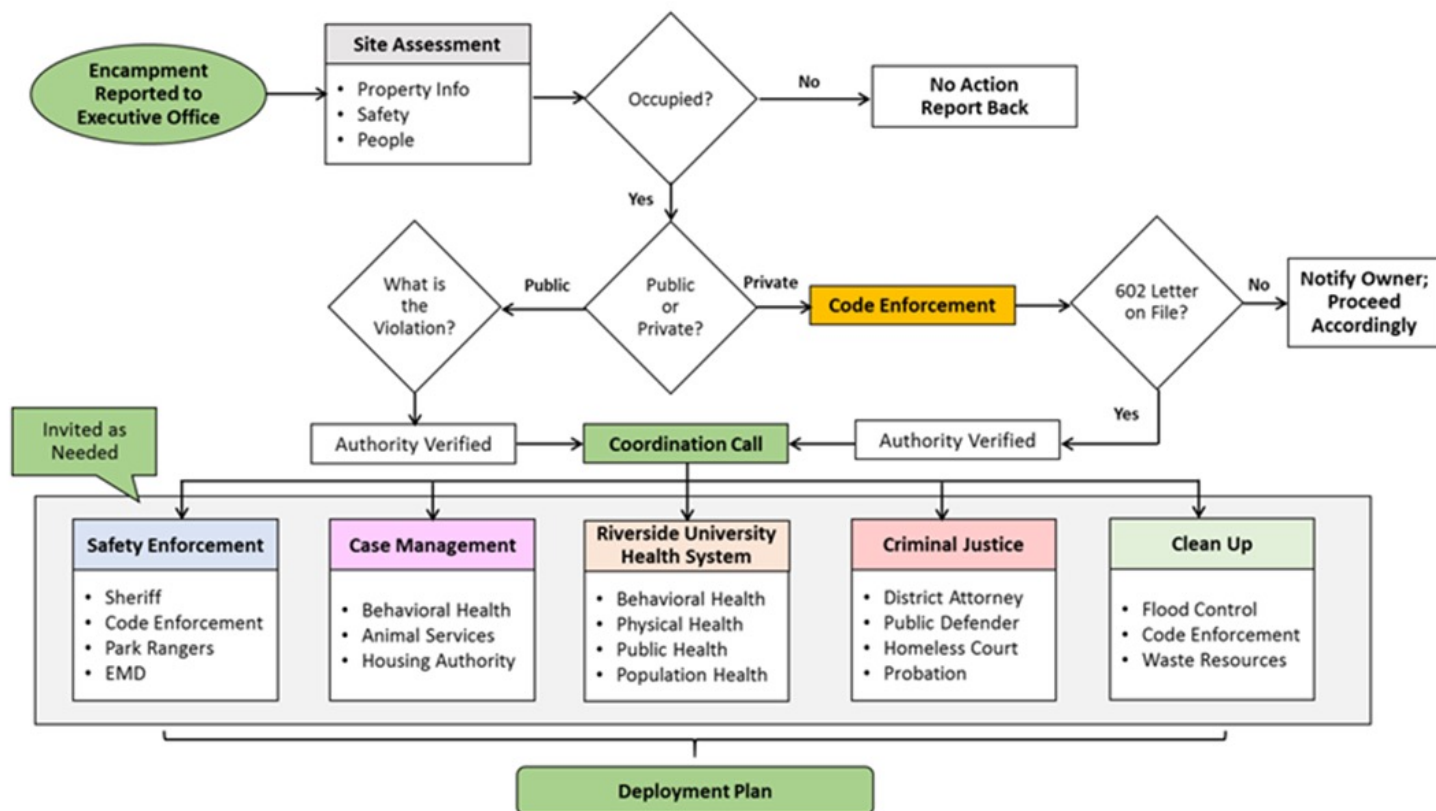 Encampment
Reported to
Executive Office
Site Assessment
• Property Info
• Safety
• People
Occupied?
No
No Action
Report Back
Yes
What is
the
Violation?
Public
Public
or
Private?
Private
Code Enforcement
602 Letter
on File?
No
Notify Owner;
Proceed
Accordingly
Yes
Invited as
Needed
Authority Verified
Coordination Call
Authority Verified
Safety Enforcement
• Sheriff
• Code Enforcement
• Park Rangers
• EMD
Case Management
• Behavioral Health
• Animal Services
• Housing Authority
Riverside University
Health System
• Behavioral Health
• Physical Health
• Public Health
• Population Health
Criminal Justice
• District Attorney
• Public Defender
• Homeless Court
• Probation
Clean Up
• Flood Control
• Code Enforcement
• Waste Resources
Deployment Plan